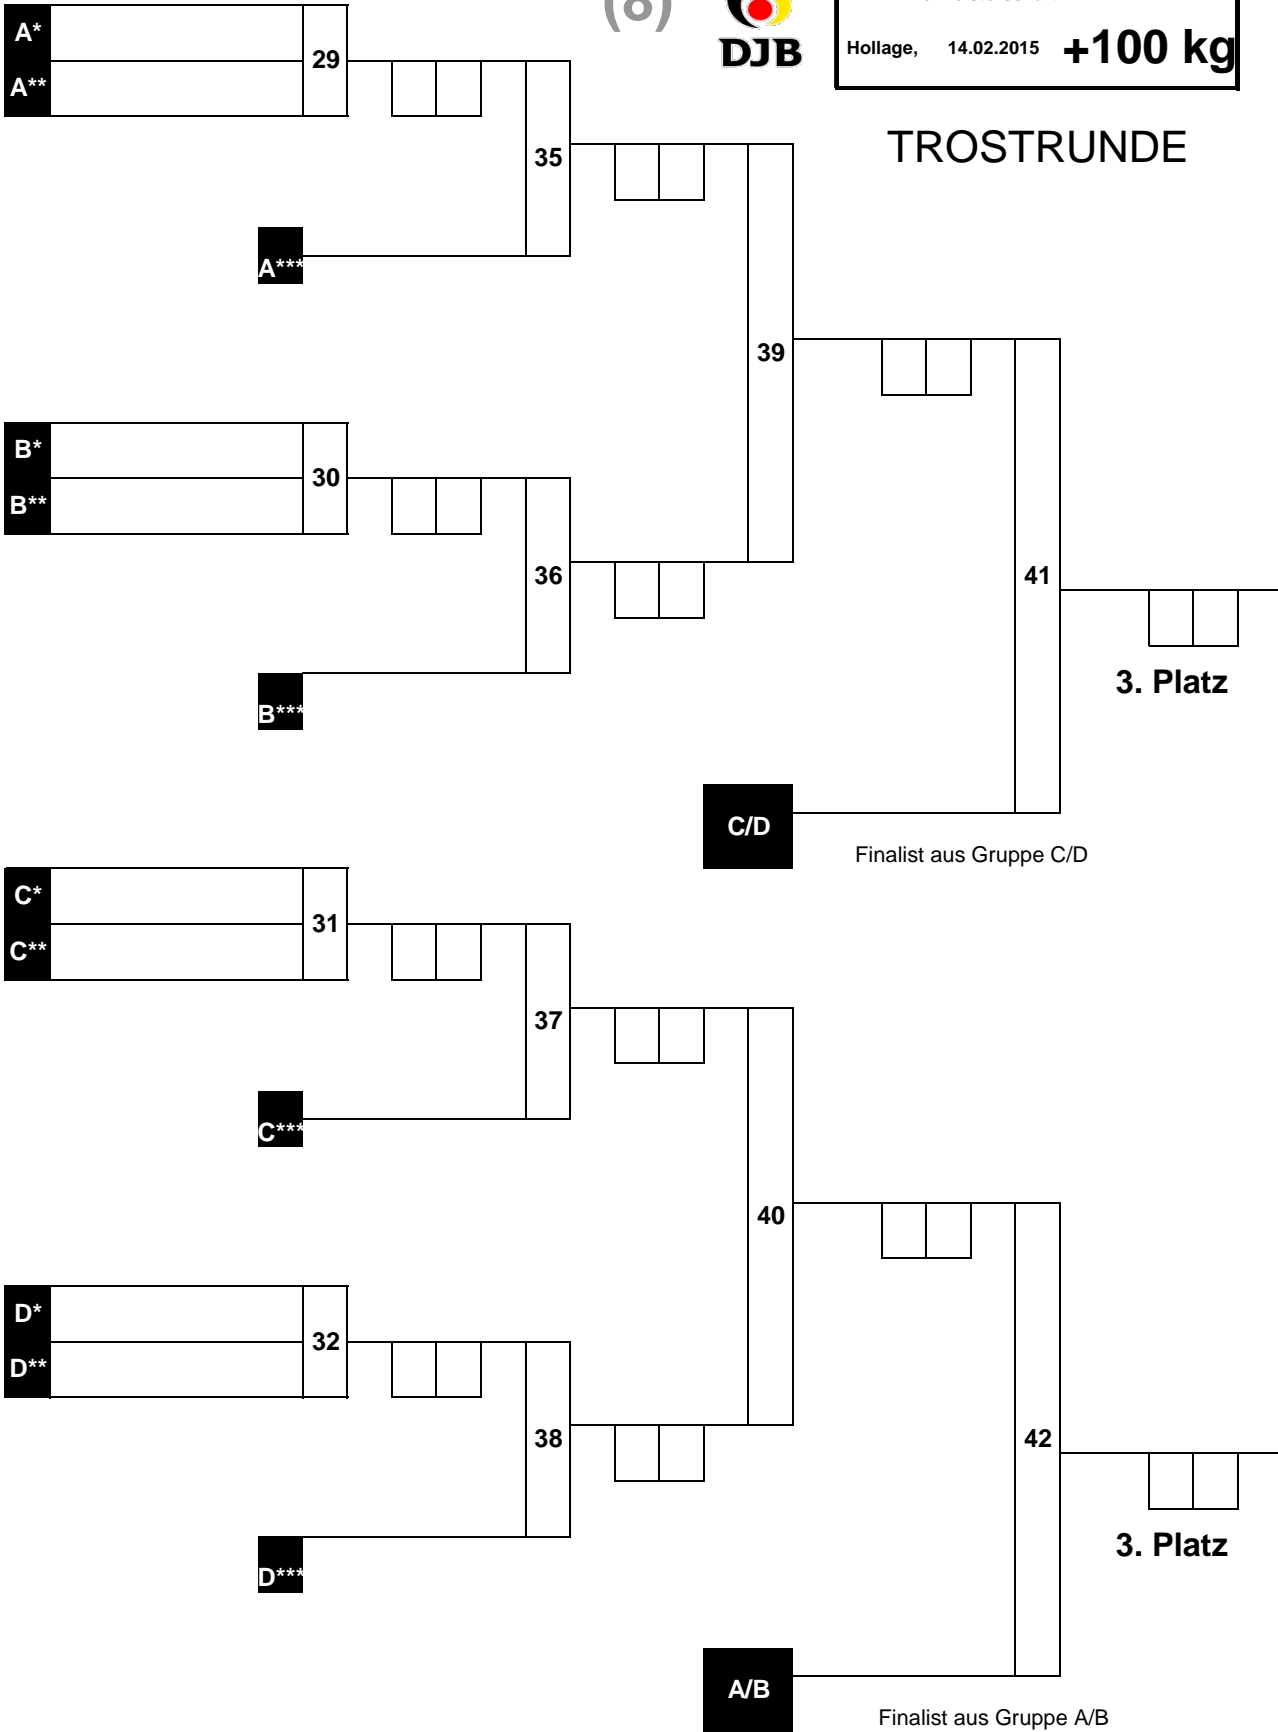 (8)
DJB
Hollage, 14.02.2015 +100 kg
TROSTRUNDE
A*
A**
29
35
A***
39
B*
B**
30
36
41
B***
3. Platz
C/D
Finalist aus Gruppe C/D
C*
C**
31
37
C***
40
D*
D**
32
38
42
D***
3. Platz
A/B
Finalist aus Gruppe A/B